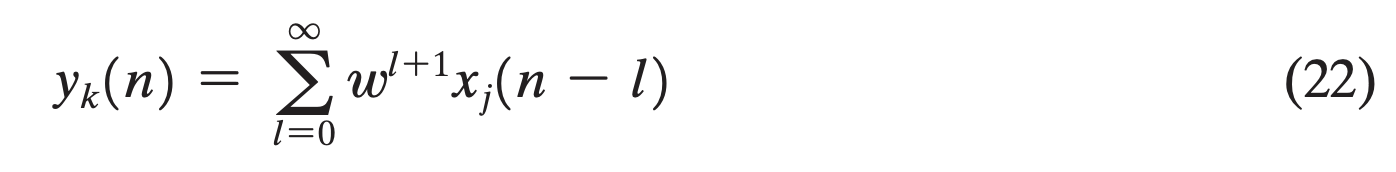 y_k(n) = \sum_{l=0}^{\infty} w^{l+1} x_j(n - l) (22)